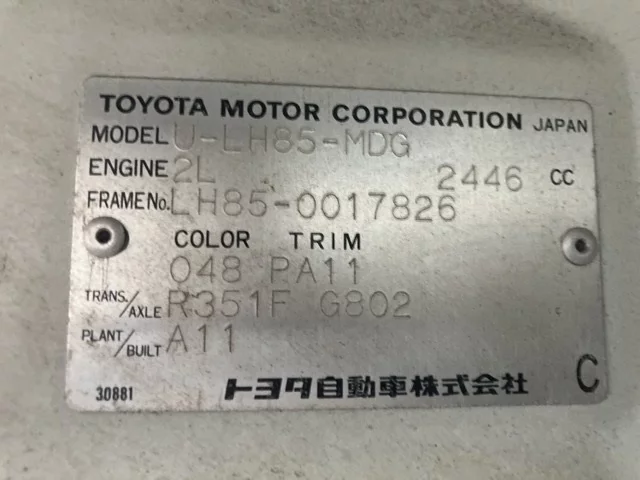 TOYOTA MOTOR CORPORATION JAPAN
MODEL U-LH85-MDG
ENGINE 2L 2446 CC
FRAME No. LH85-0017826
COLOR TRIM
048 PA11
TRANS./AXLE R351F G802
PLANT/BUILT A11
30881 トヨタ自動車株式会社 C